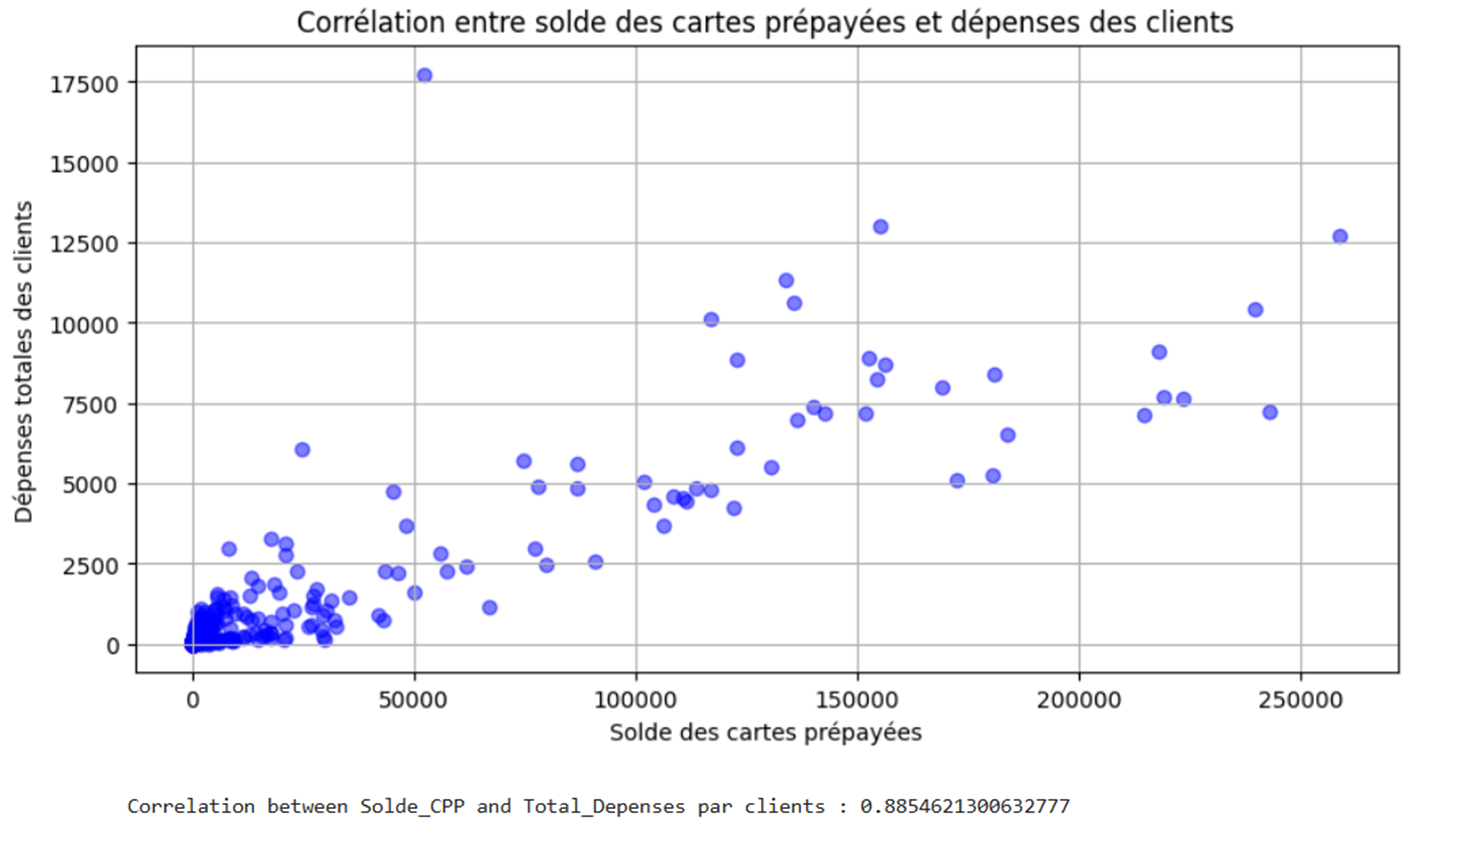 Corrélation entre solde des cartes prépayées et dépenses des clients
17500
15000
12500
10000
7500
5000
2500
0
Dépenses totales des clients
0 50000 100000 150000 200000 250000
Solde des cartes prépayées
Correlation between Solde_CPP and Total_Depenses par clients : 0.8854621300632777